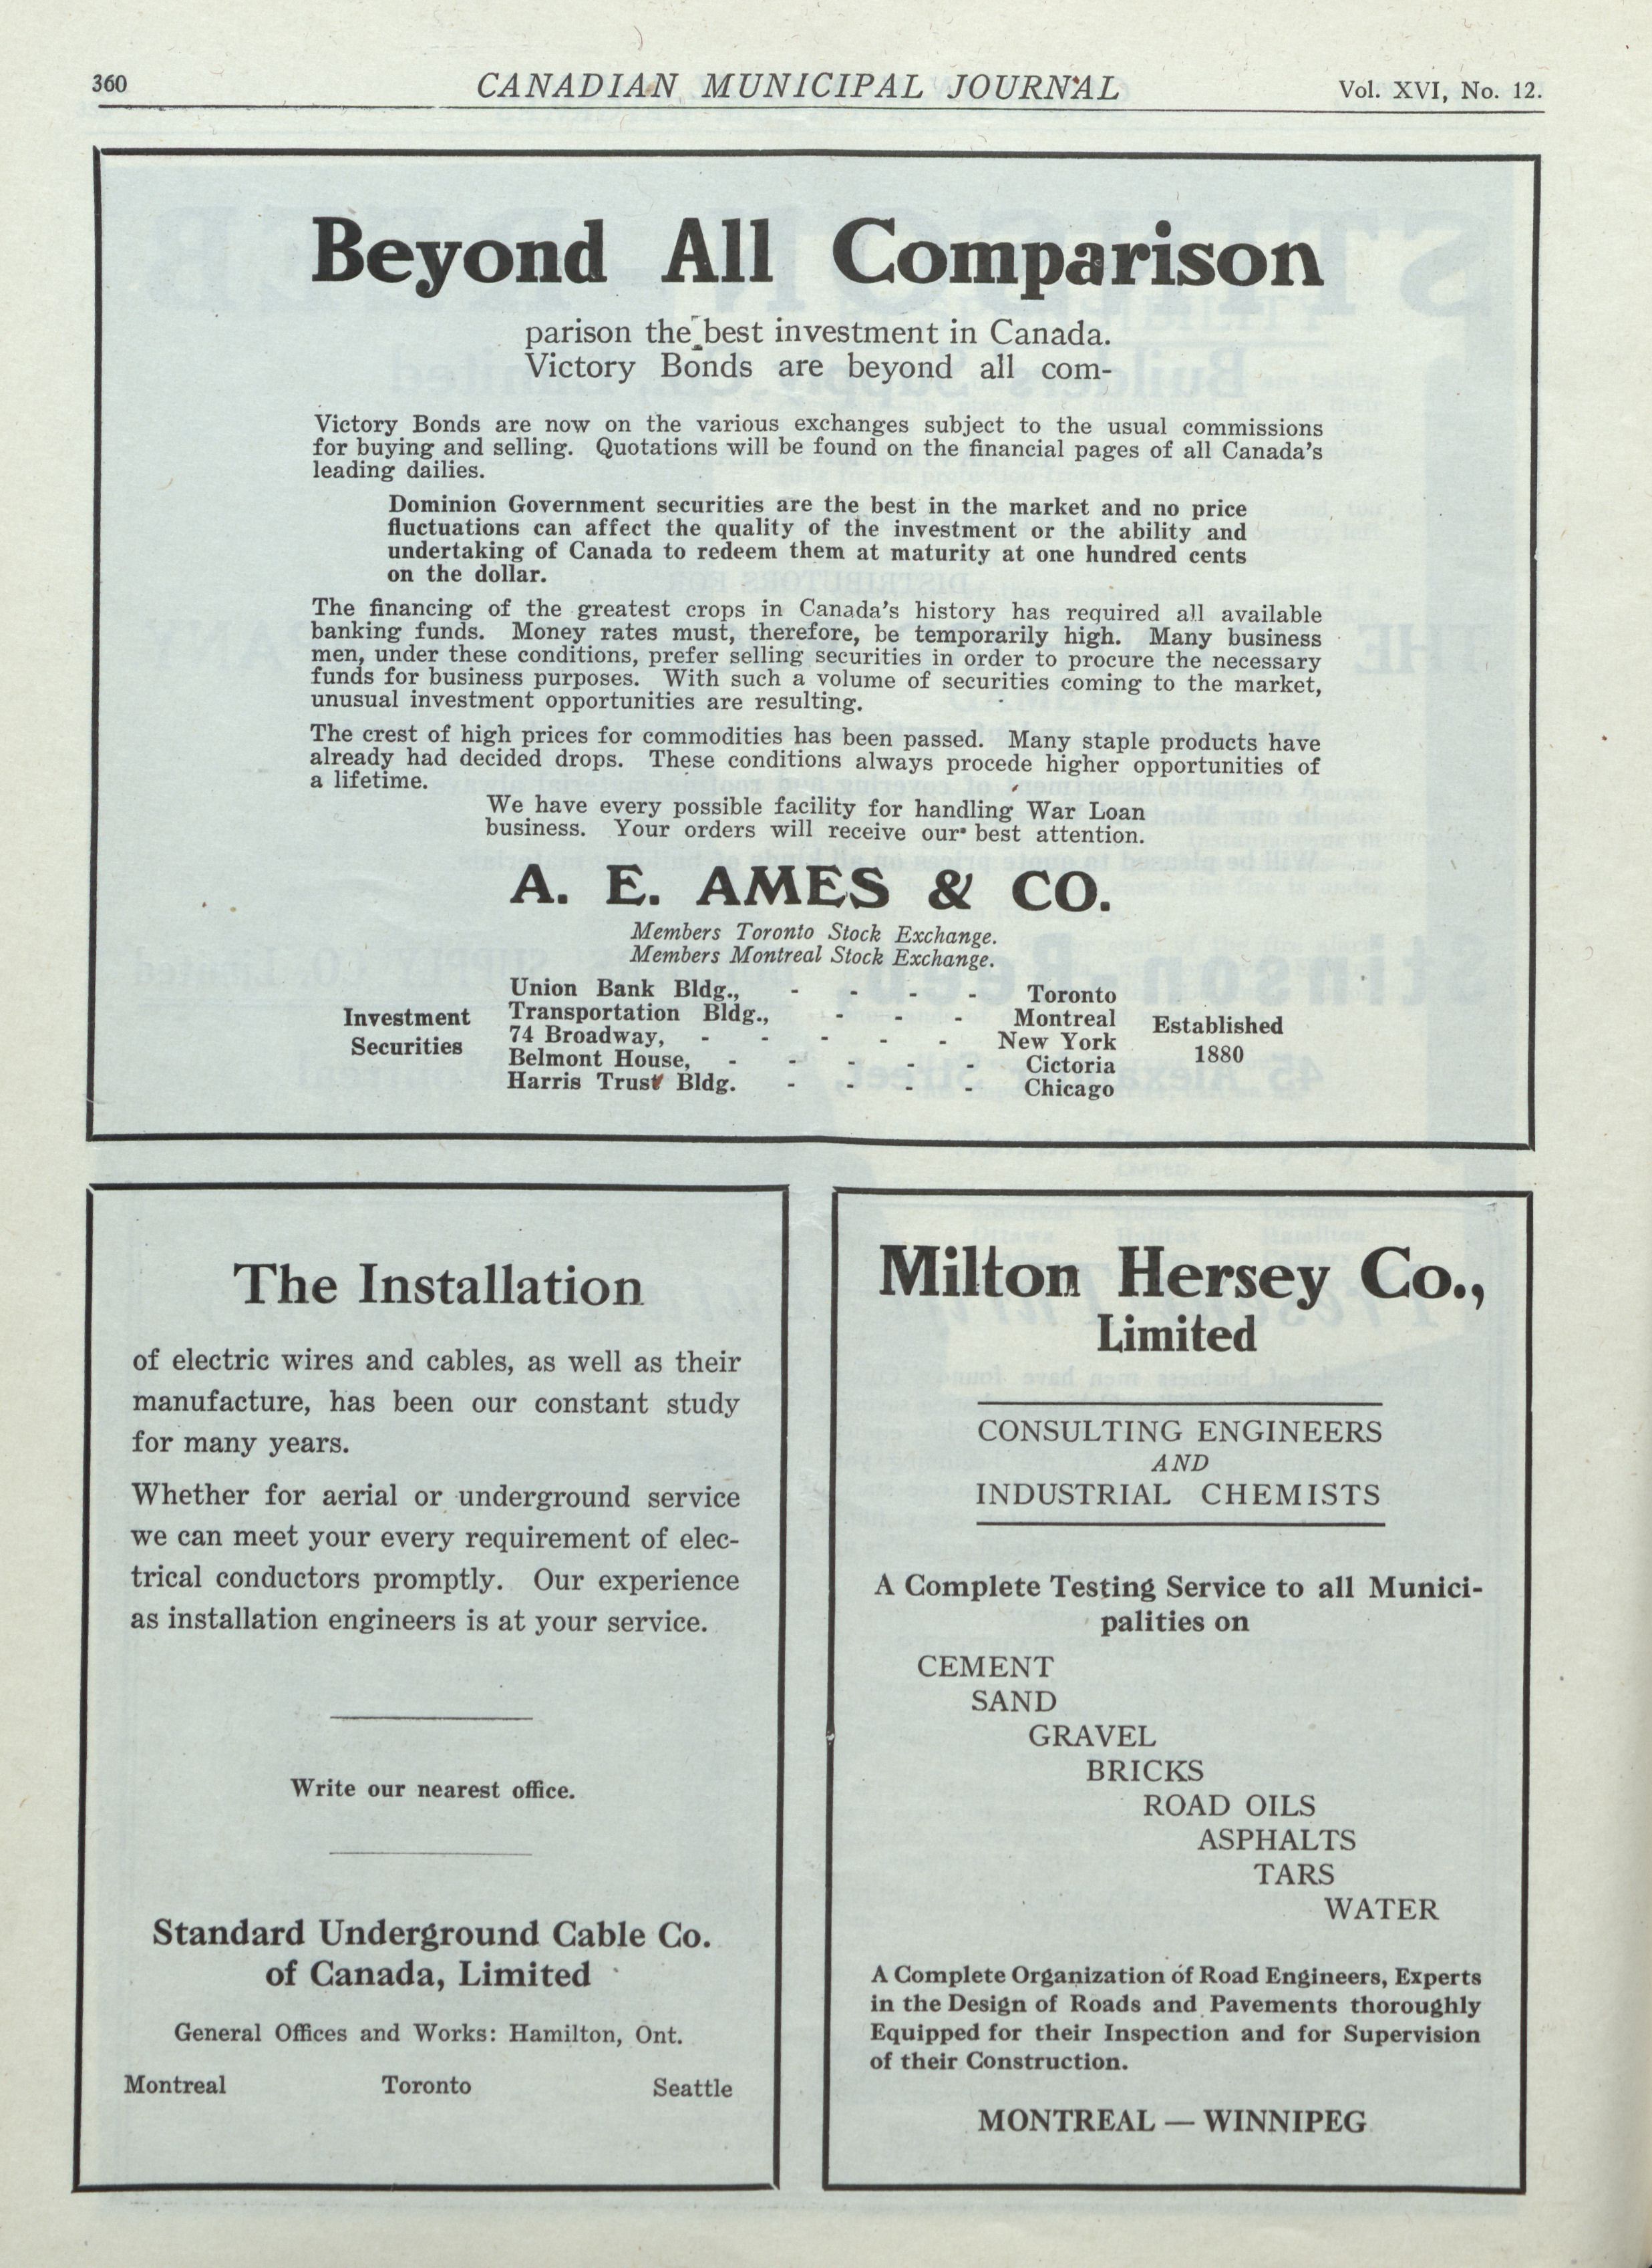 360 CANADIAN MUNICIPAL JOURNAL Vol. XVI, No. 12.
Beyond All Comparison
parison the best investment in Canada.
Victory Bonds are beyond all com-
Victory Bonds are now on the various exchanges subject to the usual commissions
for buying and selling. Quotations will be found on the financial pages of all Canada's
leading dailies.
Dominion Government securities are the best in the market and no price
fluctuations can affect the quality of the investment or the ability and
undertaking of Canada to redeem them at maturity at one hundred cents
on the dollar.
The financing of the greatest crops in Canada's history has required all available
banking funds. Money rates must, therefore, be temporarily high. Many business
men, under these conditions, prefer selling securities in order to procure the necessary
funds for business purposes. With such a volume of securities coming to the market,
unusual investment opportunities are resulting.
The crest of high prices for commodities has been passed. Many staple products have
already had decided drops. These conditions always procede higher opportunities of
a lifetime.
We have every possible facility for handling War Loan
business. Your orders will receive our best attention.
A. E. AMES & CO.
Members Toronto Stock Exchange.
Members Montreal Stock Exchange.
Investment
Securities
Union Bank Bldg., - - - - Toronto
Transportation Bldg., - - - Montreal
74 Broadway, - - - - - New York
Belmont House, - - - - - Cictoria
Harris Trust Bldg. - - - - Chicago
Established
1880
The Installation
of electric wires and cables, as well as their
manufacture, has been our constant study
for many years.
Whether for aerial or underground service
we can meet your every requirement of elec-
trical conductors promptly. Our experience
as installation engineers is at your service.
Write our nearest office.
Standard Underground Cable Co.
of Canada, Limited
General Offices and Works: Hamilton, Ont.
Montreal Toronto Seattle
Milton Hersey Co.,
Limited
CONSULTING ENGINEERS
AND
INDUSTRIAL CHEMISTS
A Complete Testing Service to all Munici-
palities on
CEMENT
SAND
GRAVEL
BRICKS
ROAD OILS
ASPHALTS
TARS
WATER
A Complete Organization of Road Engineers, Experts
in the Design of Roads and Pavements thoroughly
Equipped for their Inspection and for Supervision
of their Construction.
MONTREAL — WINNIPEG